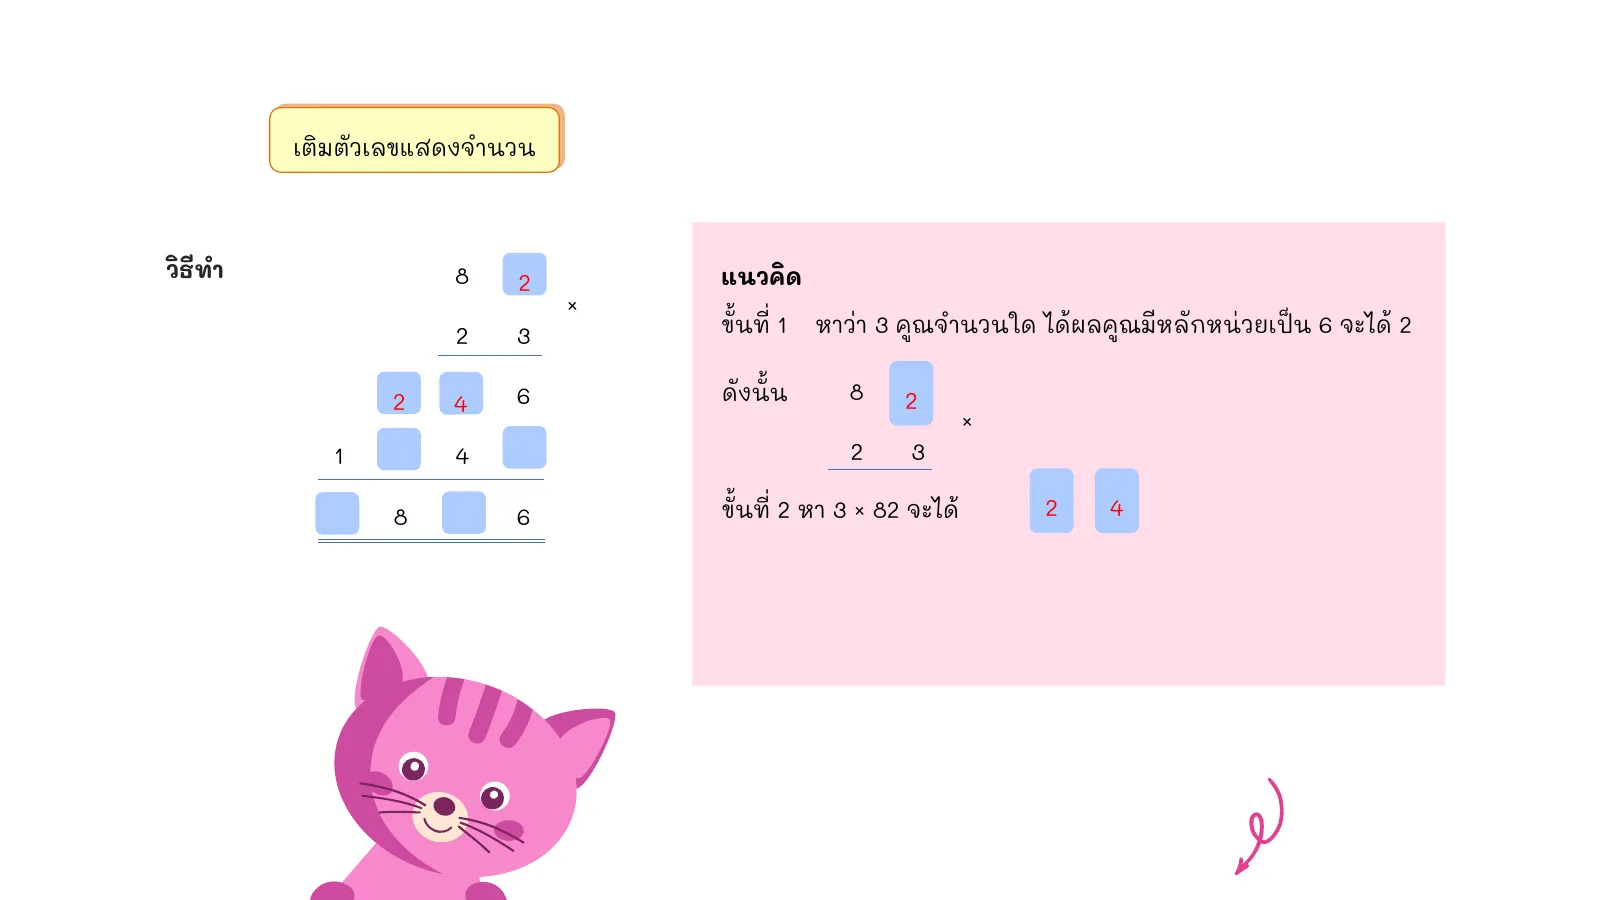 เติมตัวเลขแสดงจำนวน
วิธีทำ
8 2
×
2 3
2 4 6
1 4
8 6
แนวคิด
ขั้นที่ 1 หาว่า 3 คูณจำนวนใด ได้ผลคูณมีหลักหน่วยเป็น 6 จะได้ 2
ดังนั้น 8 2
×
2 3
ขั้นที่ 2 หา 3 × 82 จะได้ 2 4